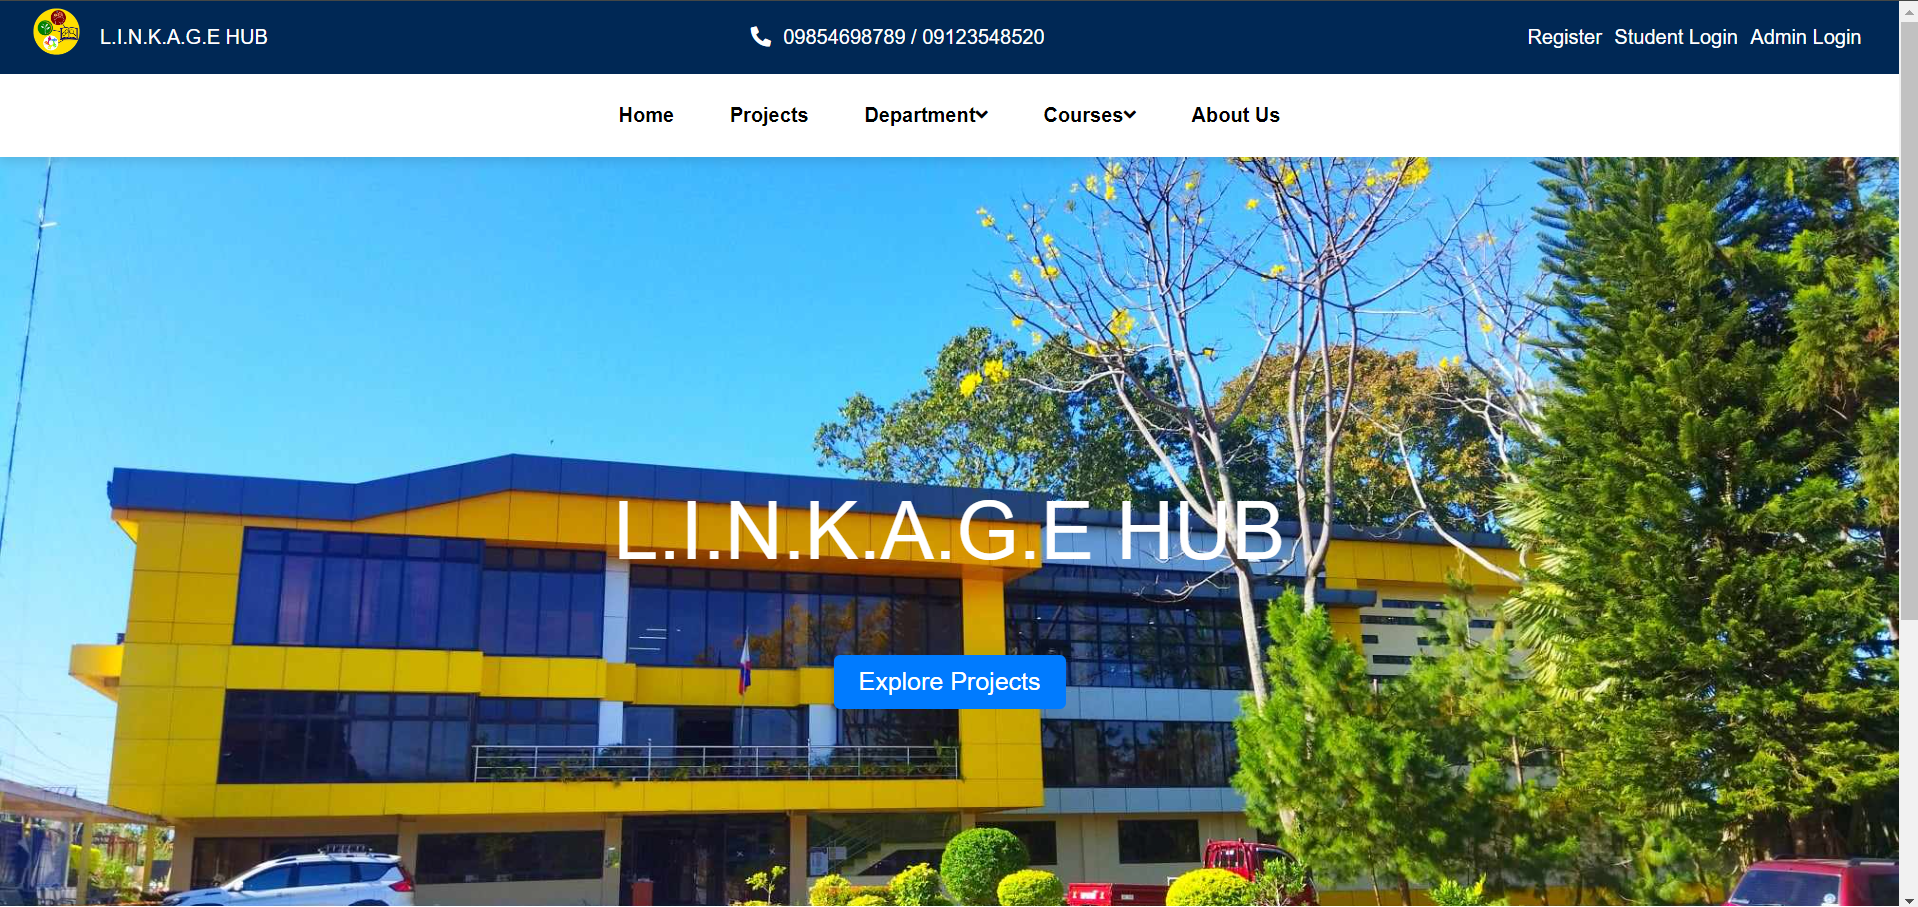 L.I.N.K.A.G.E HUB
09854698789 / 09123548520
Register Student Login Admin Login
Home Projects Department Courses About Us
L.I.N.K.A.G.E HUB
Explore Projects